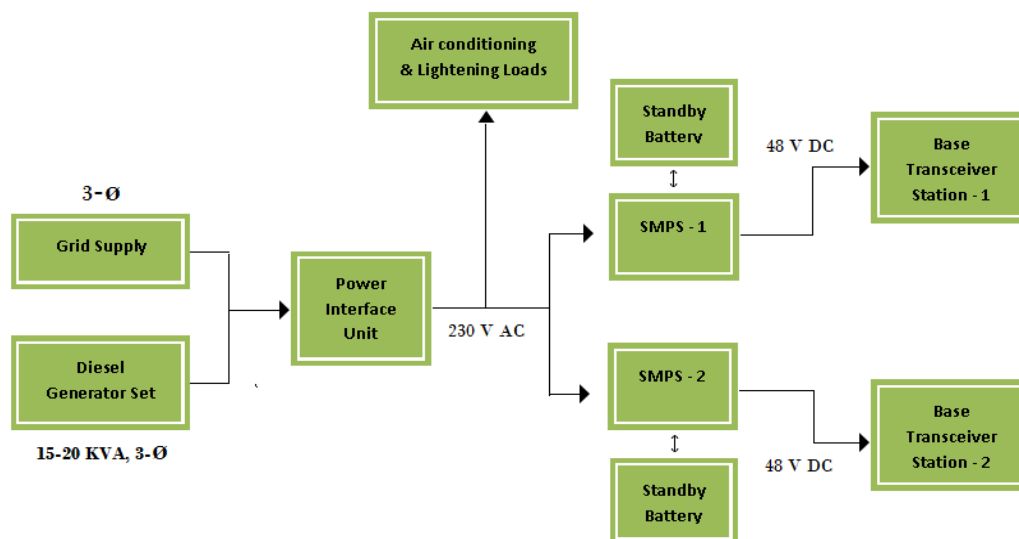 Air conditioning
& Lightening Loads
Standby
Battery
48 V DC
Base
Transceiver
Station - 1
3-Ø
Grid Supply
SMPS - 1
Power
Interface
Unit
230 V AC
Diesel
Generator Set
15-20 KVA, 3-Ø
SMPS - 2
Base
Transceiver
Station - 2
48 V DC
Standby
Battery